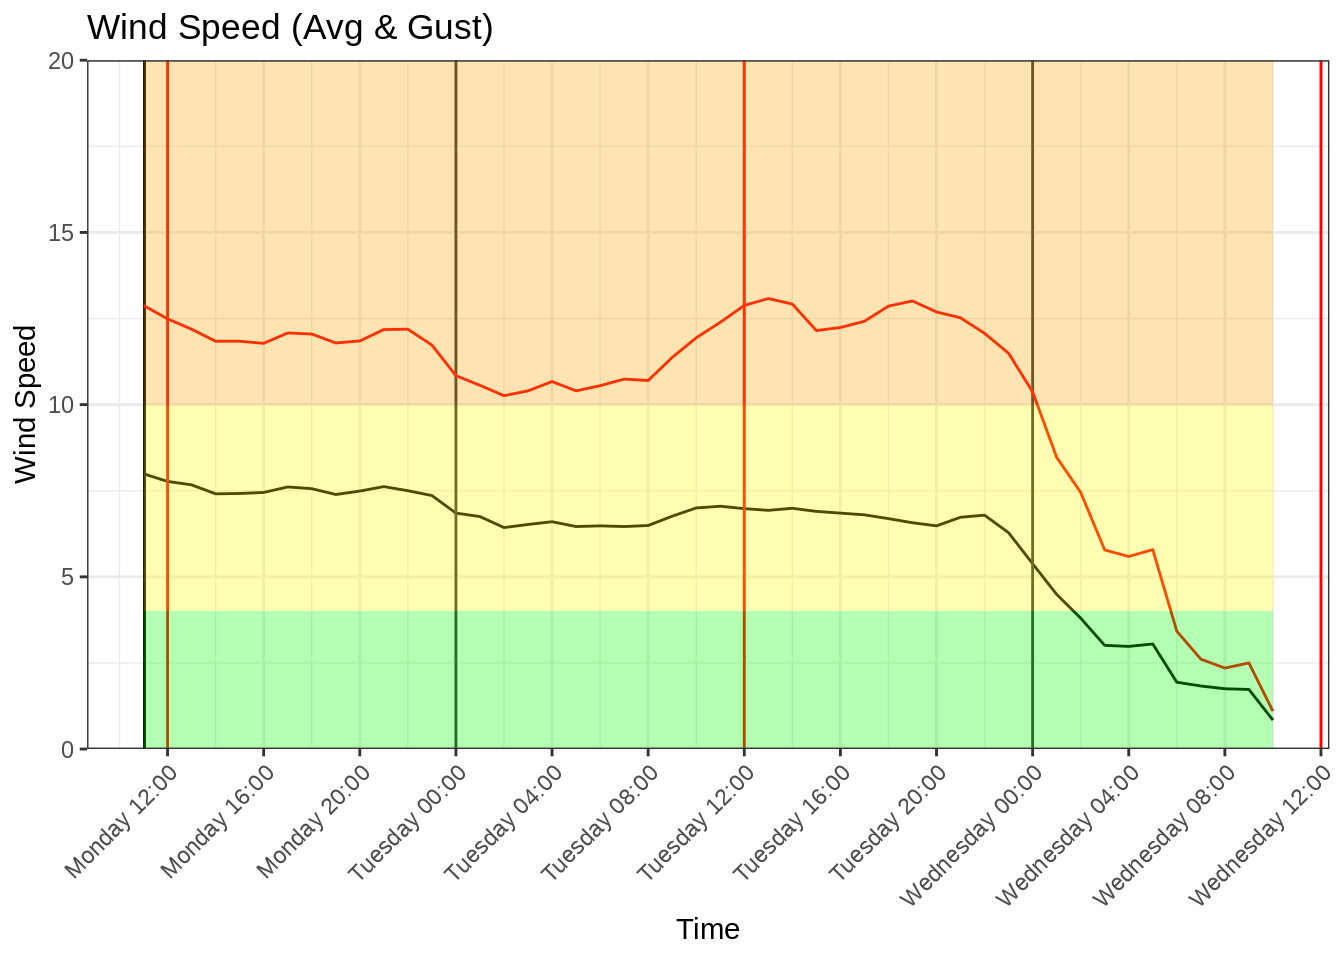 Wind Speed (Avg & Gust)
20
15
10
5
0
Wind Speed
Monday 12:00
Monday 16:00
Monday 20:00
Tuesday 00:00
Tuesday 04:00
Tuesday 08:00
Tuesday 12:00
Tuesday 16:00
Tuesday 20:00
Wednesday 00:00
Wednesday 04:00
Wednesday 08:00
Wednesday 12:00
Time